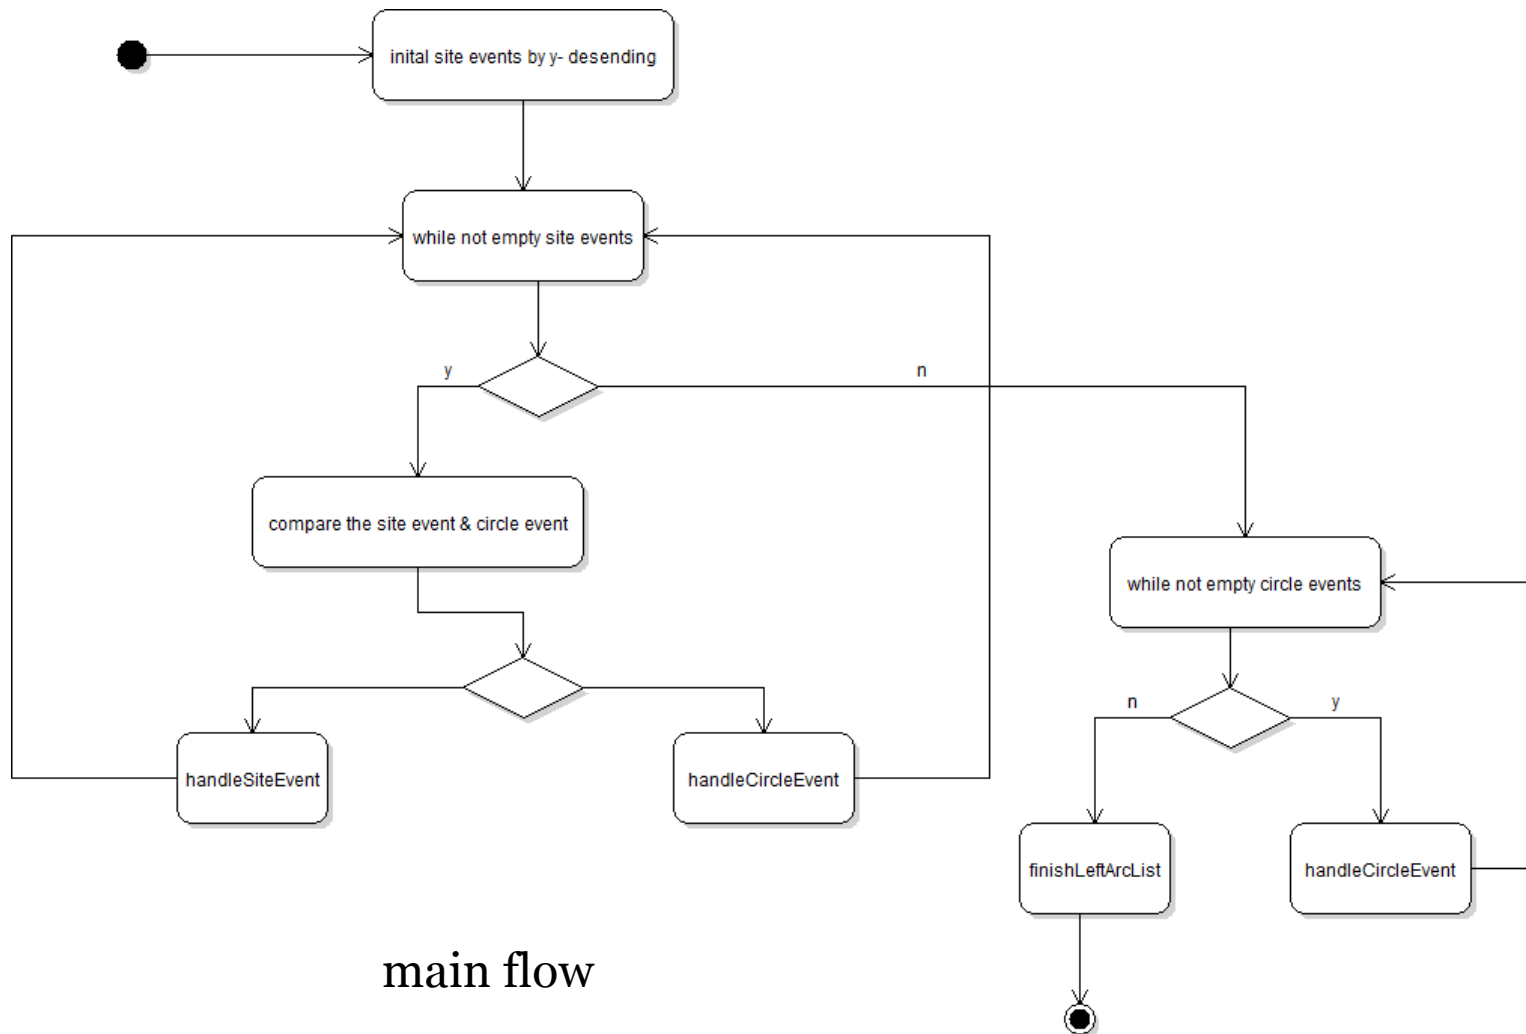 inital site events by y- desending
while not empty site events
y
n
compare the site event & circle event
while not empty circle events
n
y
handleSiteEvent
handleCircleEvent
finishLeftArcList
handleCircleEvent
main flow